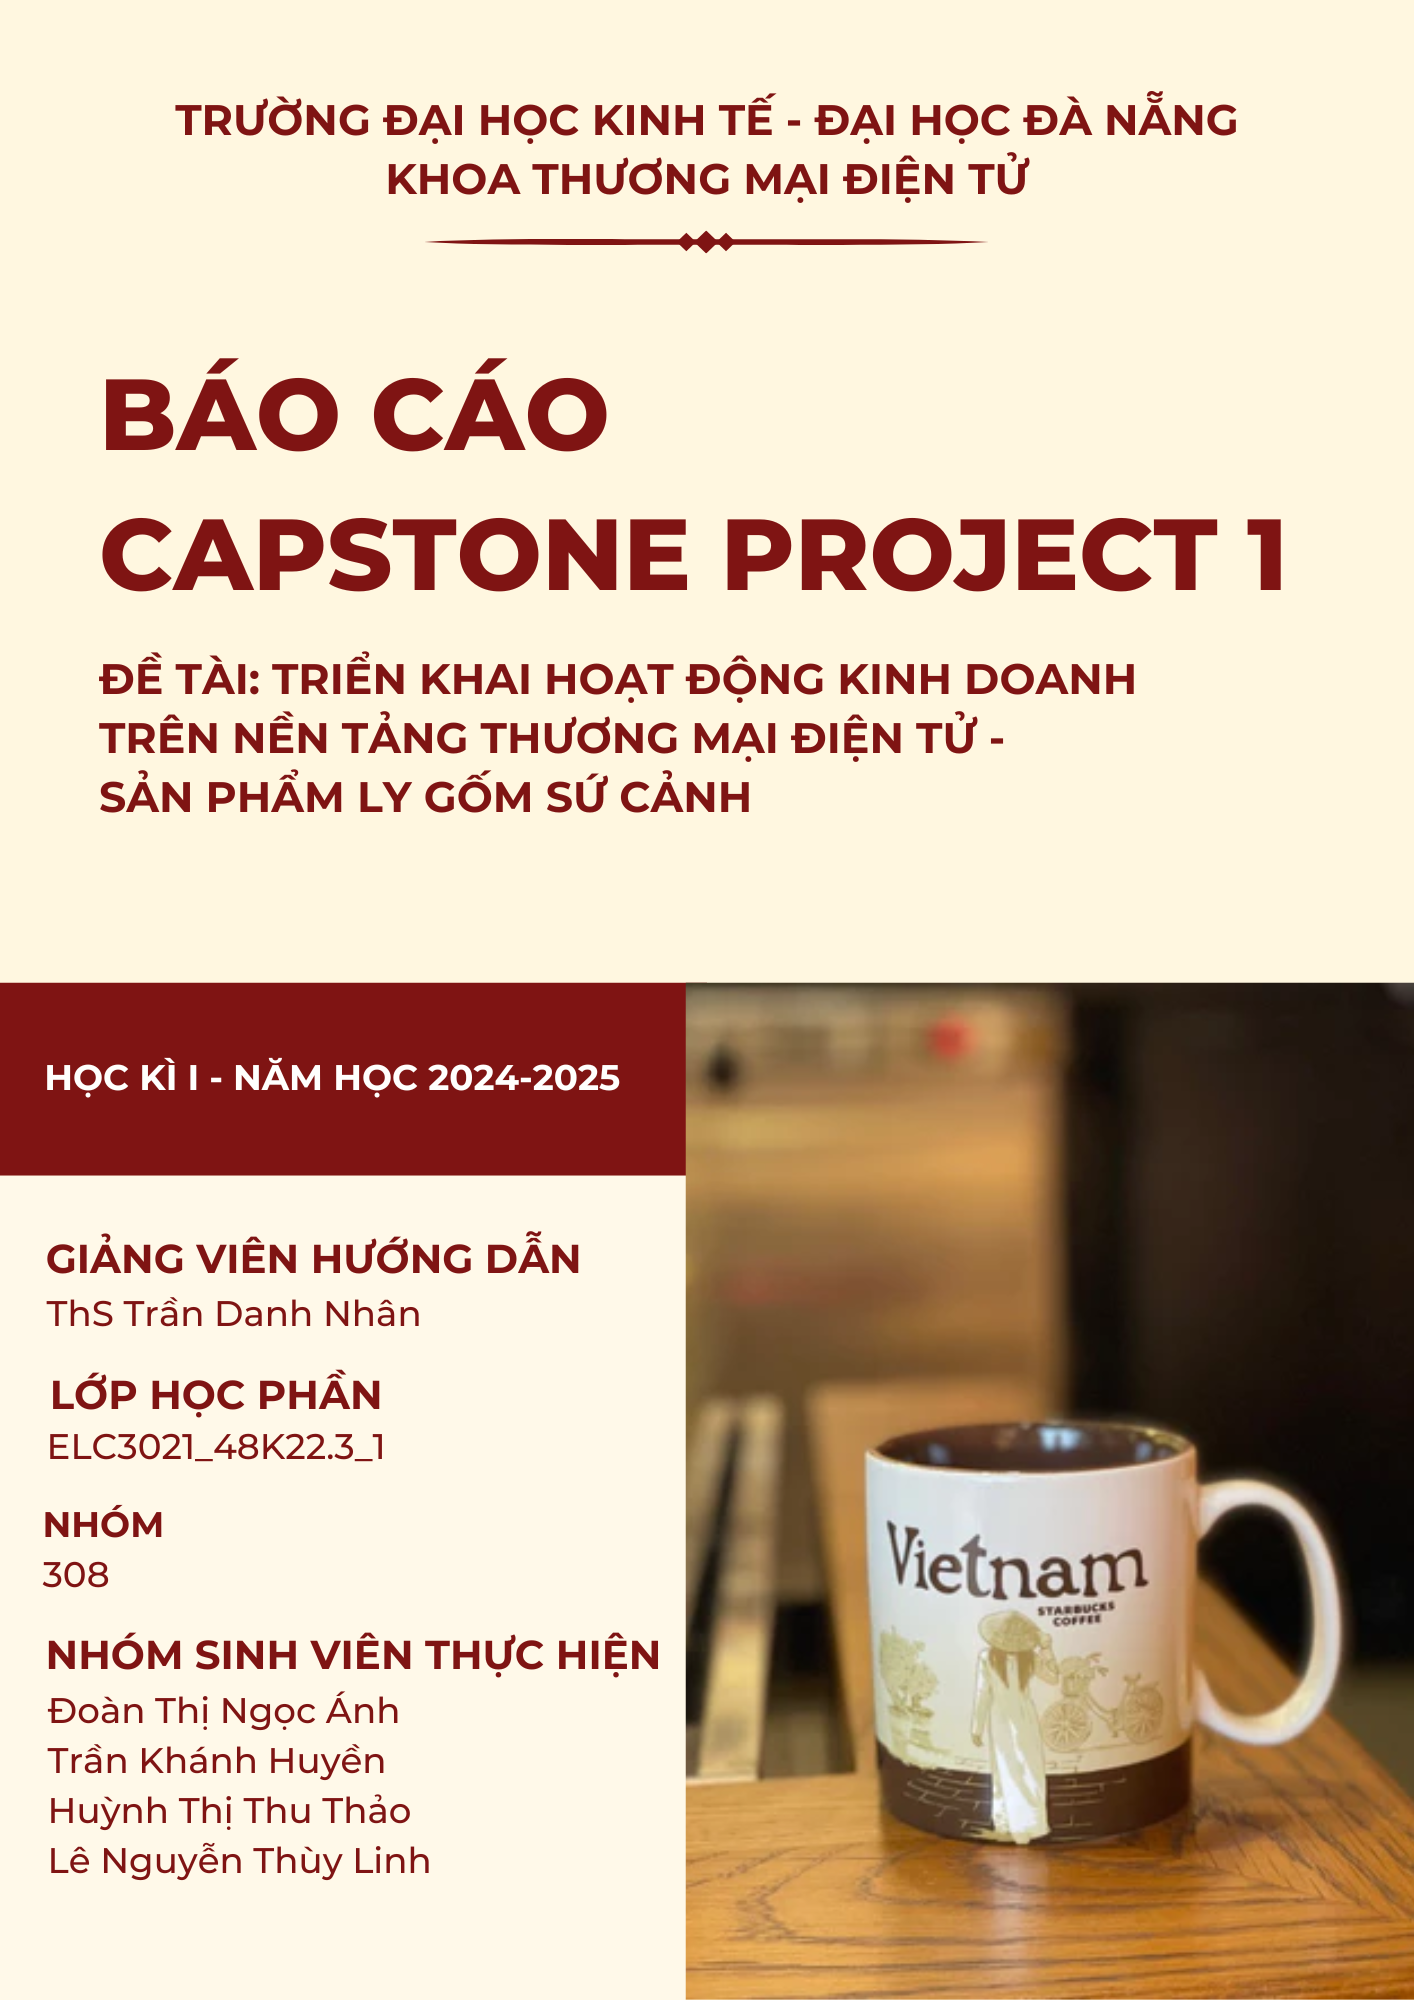 TRƯỜNG ĐẠI HỌC KINH TẾ - ĐẠI HỌC ĐÀ NẴNG
KHOA THƯƠNG MẠI ĐIỆN TỬ
BÁO CÁO
CAPSTONE PROJECT 1
ĐỀ TÀI: TRIỂN KHAI HOẠT ĐỘNG KINH DOANH
TRÊN NỀN TẢNG THƯƠNG MẠI ĐIỆN TỬ -
SẢN PHẨM LY GỐM SỨ CẢNH
HỌC KÌ I - NĂM HỌC 2024-2025
GIẢNG VIÊN HƯỚNG DẪN
ThS Trần Danh Nhân
LỚP HỌC PHẦN
ELC3021_48K22.3_1
NHÓM
308
NHÓM SINH VIÊN THỰC HIỆN
Đoàn Thị Ngọc Ánh
Trần Khánh Huyền
Huỳnh Thị Thu Thảo
Lê Nguyễn Thùy Linh
Vietnam
STARBUCKS
COFFEE